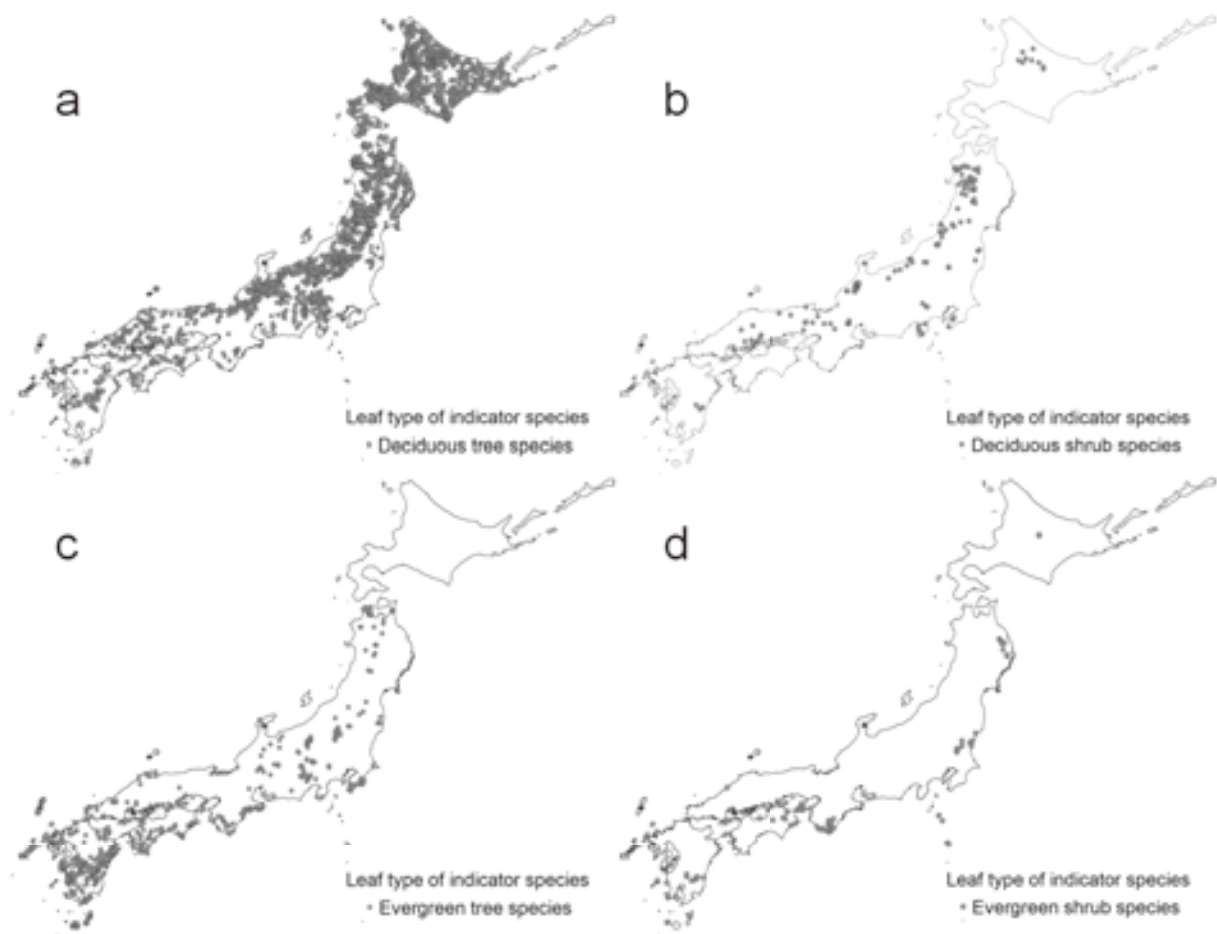 a
b
Leaf type of indicator species
Deciduous tree species
Leaf type of indicator species
Deciduous shrub species
c
d
Leaf type of indicator species
Evergreen tree species
Leaf type of indicator species
Evergreen shrub species